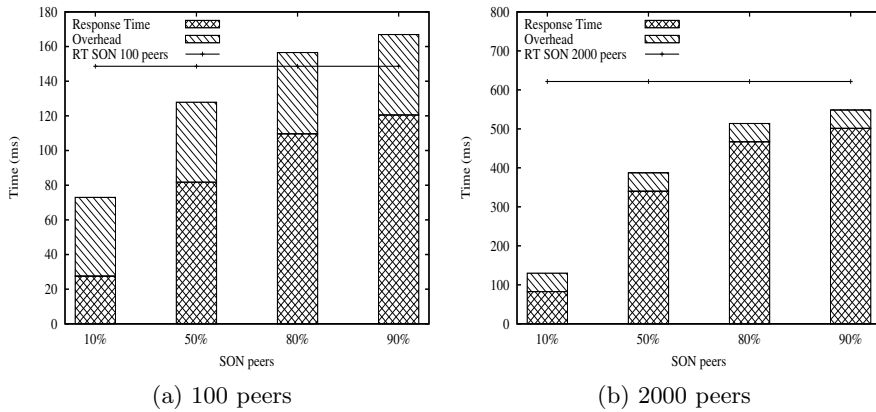 Response Time
Overhead
RT SON 100 peers
180
160
140
120
100
80
60
40
20
0
Time (ms)
10% 50% 80% 90%
SON peers
(a) 100 peers
Response Time
Overhead
RT SON 2000 peers
800
700
600
500
400
300
200
100
0
Time (ms)
10% 50% 80% 90%
SON peers
(b) 2000 peers